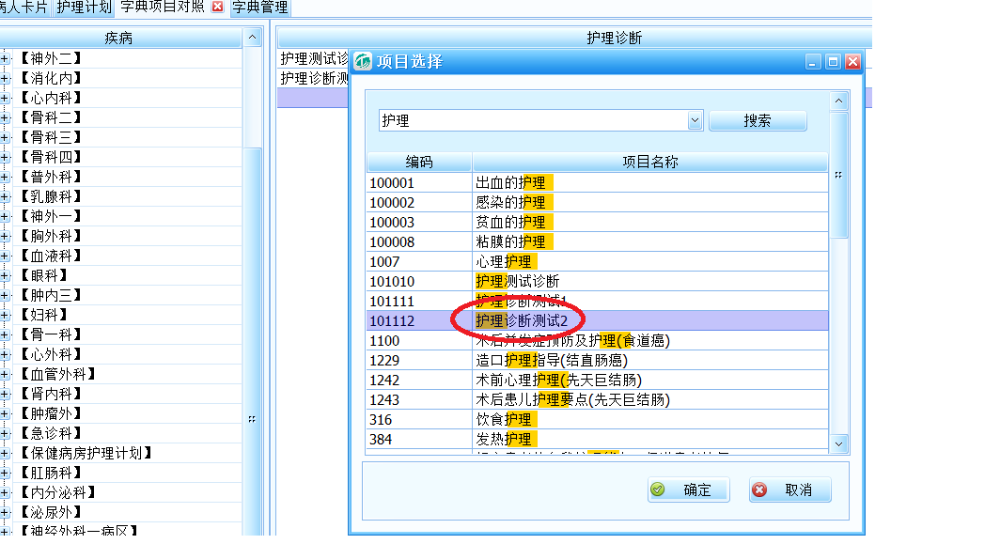 病人卡片 护理计划 字典项目对照 字典管理
疾病
【神外二】
【消化内】
【心内科】
【骨科二】
【骨科三】
【骨科四】
【普外科】
【乳腺科】
【神外一】
【胸外科】
【血液科】
【眼科】
【肿内三】
【妇科】
【骨一科】
【心外科】
【血管外科】
【肾内科】
【肿瘤外】
【急诊科】
【保健病房护理计划】
【肛肠科】
【内分泌科】
【泌尿外】
【神经外科一病区】
护理诊断
护理测试诊
护理诊断测
项目选择
护理 搜索
编码 项目名称
100001 出血的护理
100002 感染的护理
100003 贫血的护理
100008 粘膜的护理
1007 心理护理
101010 护理测试诊断
101111 护理诊断测试1
101112 护理诊断测试2
1100 术后并发症预防及护理(食道癌)
1229 造口护理指导(结直肠癌)
1242 术前心理护理(先天巨结肠)
1243 术后患儿护理要点(先天巨结肠)
316 饮食护理
384 发热护理
确定 取消